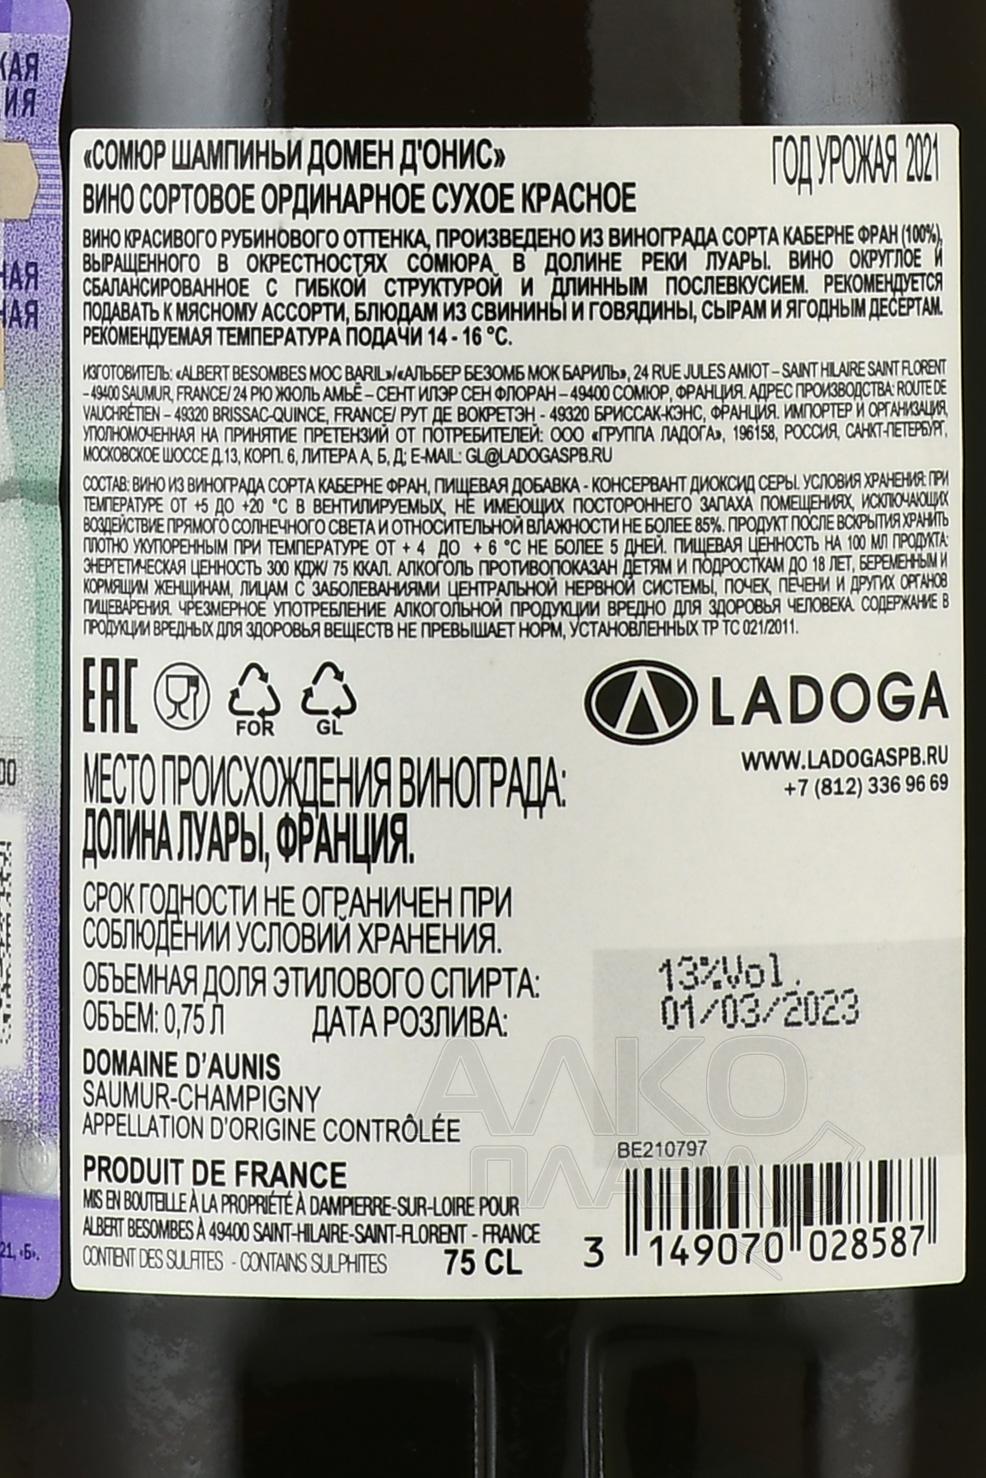 КАЯ
ИЯ
НАЯ
ЧАЯ
00
21, «Б».
«СОМЮР ШАМПИНЬИ ДОМЕН Д'ОНИС»
ГОД УРОЖАЯ 2021
ВИНО СОРТОВОЕ ОРДИНАРНОЕ СУХОЕ КРАСНОЕ
ВИНО КРАСИВОГО РУБИНОВОГО ОТТЕНКА, ПРОИЗВЕДЕНО ИЗ ВИНОГРАДА СОРТА КАБЕРНЕ ФРАН (100%),
ВЫРАЩЕННОГО В ОКРЕСТНОСТЯХ СОМЮРА В ДОЛИНЕ РЕКИ ЛУАРЫ. ВИНО ОКРУГЛОЕ И
СБАЛАНСИРОВАННОЕ С ГИБКОЙ СТРУКТУРОЙ И ДЛИННЫМ ПОСЛЕВКУСИЕМ. РЕКОМЕНДУЕТСЯ
ПОДАВАТЬ К МЯСНОМУ АССОРТИ, БЛЮДАМ ИЗ СВИНИНЫ И ГОВЯДИНЫ, СЫРАМ И ЯГОДНЫМ ДЕСЕРТАМ.
РЕКОМЕНДУЕМАЯ ТЕМПЕРАТУРА ПОДАЧИ 14 - 16 °C.
ИЗГОТОВИТЕЛЬ: «ALBERT BESOMBES MOC BARIL»/«АЛЬБЕР БЕЗОМБ МОК БАРИЛЬ», 24 RUE JULES AMIOT – SAINT HILAIRE SAINT FLORENT
– 49400 SAUMUR, FRANCE/ 24 РЮ ЖЮЛЬ АМЬЁ – СЕНТ ИЛЭР СЕН ФЛОРАН – 49400 СОМЮР, ФРАНЦИЯ. АДРЕС ПРОИЗВОДСТВА: ROUTE DE
VAUCHRÉTIEN – 49320 BRISSAC-QUINCE, FRANCE/ РУТ ДЕ ВОКРЕТЭН - 49320 БРИССАК-КЭНС, ФРАНЦИЯ. ИМПОРТЕР И ОРГАНИЗАЦИЯ,
УПОЛНОМОЧЕННАЯ НА ПРИНЯТИЕ ПРЕТЕНЗИЙ ОТ ПОТРЕБИТЕЛЕЙ: ООО «ГРУППА ЛАДОГА», 196158, РОССИЯ, САНКТ-ПЕТЕРБУРГ,
МОСКОВСКОЕ ШОССЕ Д.13, КОРП. 6, ЛИТЕРА А, Б, Д; E-MAIL: GL@LADOGASPB.RU
СОСТАВ: ВИНО ИЗ ВИНОГРАДА СОРТА КАБЕРНЕ ФРАН, ПИЩЕВАЯ ДОБАВКА - КОНСЕРВАНТ ДИОКСИД СЕРЫ. УСЛОВИЯ ХРАНЕНИЯ: ПРИ
ТЕМПЕРАТУРЕ ОТ +5 ДО +20 °C В ВЕНТИЛИРУЕМЫХ, НЕ ИМЕЮЩИХ ПОСТОРОННЕГО ЗАПАХА ПОМЕЩЕНИЯХ, ИСКЛЮЧАЮЩИХ
ВОЗДЕЙСТВИЕ ПРЯМОГО СОЛНЕЧНОГО СВЕТА И ОТНОСИТЕЛЬНОЙ ВЛАЖНОСТИ НЕ БОЛЕЕ 85%. ПРОДУКТ ПОСЛЕ ВСКРЫТИЯ ХРАНИТЬ
ПЛОТНО УКУПОРЕННЫМ ПРИ ТЕМПЕРАТУРЕ ОТ + 4 ДО + 6 °C НЕ БОЛЕЕ 5 ДНЕЙ. ПИЩЕВАЯ ЦЕННОСТЬ НА 100 МЛ ПРОДУКТА:
ЭНЕРГЕТИЧЕСКАЯ ЦЕННОСТЬ 300 КДЖ/ 75 ККАЛ. АЛКОГОЛЬ ПРОТИВОПОКАЗАН ДЕТЯМ И ПОДРОСТКАМ ДО 18 ЛЕТ, БЕРЕМЕННЫМ И
КОРМЯЩИМ ЖЕНЩИНАМ, ЛИЦАМ С ЗАБОЛЕВАНИЯМИ ЦЕНТРАЛЬНОЙ НЕРВНОЙ СИСТЕМЫ, ПОЧЕК, ПЕЧЕНИ И ДРУГИХ ОРГАНОВ
ПИЩЕВАРЕНИЯ. ЧРЕЗМЕРНОЕ УПОТРЕБЛЕНИЕ АЛКОГОЛЬНОЙ ПРОДУКЦИИ ВРЕДНО ДЛЯ ЗДОРОВЬЯ ЧЕЛОВЕКА. СОДЕРЖАНИЕ В
ПРОДУКЦИИ ВРЕДНЫХ ДЛЯ ЗДОРОВЬЯ ВЕЩЕСТВ НЕ ПРЕВЫШАЕТ НОРМ, УСТАНОВЛЕННЫХ ТР ТС 021/2011.
EAC
FOR
GL
LADOGA
WWW.LADOGASPB.RU
+7 (812) 336 96 69
МЕСТО ПРОИСХОЖДЕНИЯ ВИНОГРАДА:
ДОЛИНА ЛУАРЫ, ФРАНЦИЯ.
СРОК ГОДНОСТИ НЕ ОГРАНИЧЕН ПРИ
СОБЛЮДЕНИИ УСЛОВИЙ ХРАНЕНИЯ.
ОБЪЕМНАЯ ДОЛЯ ЭТИЛОВОГО СПИРТА:
13%Vol.
ОБЪЕМ: 0,75 Л ДАТА РОЗЛИВА:
01/03/2023
DOMAINE D'AUNIS
SAUMUR-CHAMPIGNY
APPELLATION D'ORIGINE CONTRÔLÉE
PRODUIT DE FRANCE
MIS EN BOUTEILLE À LA PROPRIÉTÉ À DAMPIERRE-SUR-LOIRE POUR
ALBERT BESOMBES À 49400 SAINT-HILAIRE-SAINT-FLORENT - FRANCE
CONTIENT DES SULFITES - CONTAINS SULPHITES
75 CL
BE210797
3 149070 028587
АЛКО
ПЛАЗА